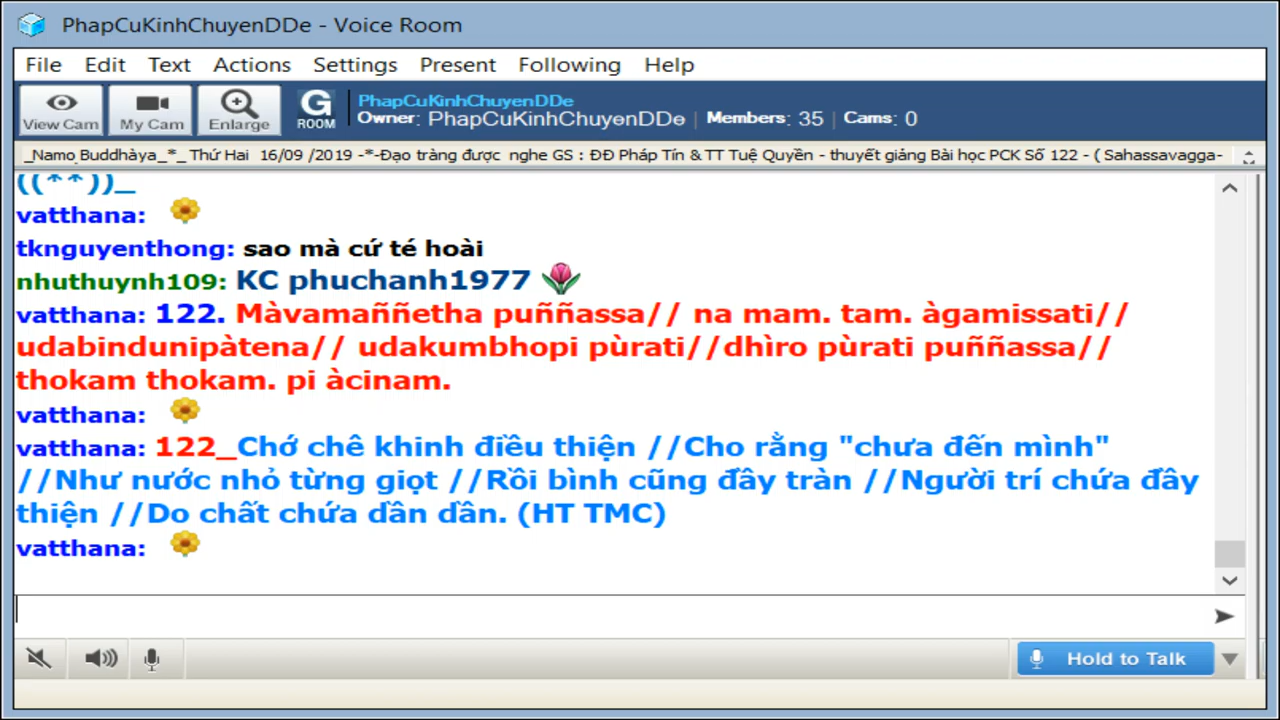 PhapCuKinhChuyenDDe - Voice Room
File Edit Text Actions Settings Present Following Help
View Cam My Cam Enlarge G ROOM
PhapCuKinhChuyenDDe
Owner: PhapCuKinhChuyenDDe | Members: 35 | Cams: 0
_Namo Buddhàya_*_ Thứ Hai 16/09 /2019 -*-Đạo tràng được nghe GS : ĐĐ Pháp Tín & TT Tuệ Quyền - thuyết giảng Bài học PCK Số 122 - ( Sahassavagga-
((**))_
vatthana:
tknguyenthong: sao mà cứ té hoài
nhuthuynh109: KC phuchanh1977
vatthana: 122. Màvamaññetha puññassa// na mam. tam. àgamissati//
udabindunipàtena// udakumbhopi pùrati//dhìro pùrati puññassa//
thokam thokam. pi àcinam.
vatthana:
vatthana: 122_Chớ chê khinh điều thiện //Cho rằng "chưa đến mình"
//Như nước nhỏ từng giọt //Rồi bình cũng đầy tràn //Người trí chứa đầy
thiện //Do chất chứa dần dần. (HT TMC)
vatthana:
Hold to Talk